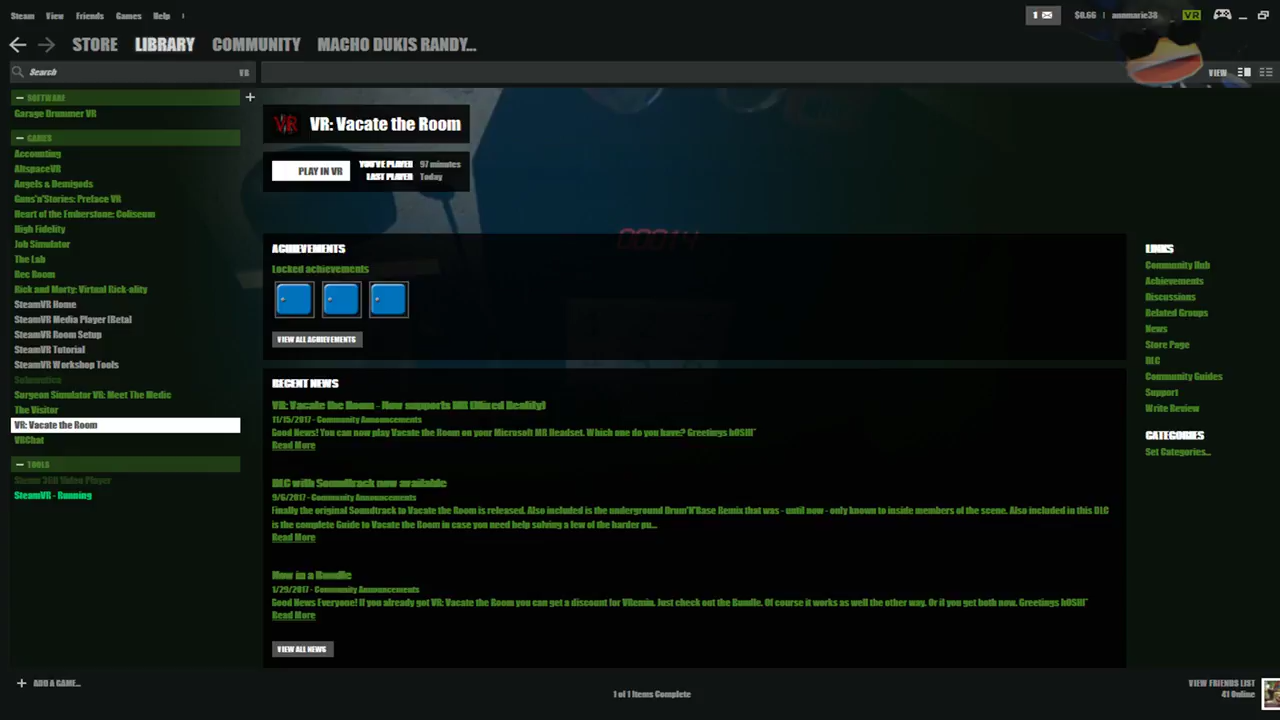 Steam View Friends Games Help
1 $0.66 annmarie38 VR
STORE LIBRARY COMMUNITY MACHO DUKIS RANDY...
Search VR
VIEW
SOFTWARE
Garage Drummer VR
GAMES
Accounting
AltspaceVR
Angels & Demigods
Guns'n'Stories: Preface VR
Heart of the Emberstone: Coliseum
High Fidelity
Job Simulator
The Lab
Rec Room
Rick and Morty: Virtual Rick-ality
SteamVR Home
SteamVR Media Player [Beta]
SteamVR Room Setup
SteamVR Tutorial
SteamVR Workshop Tools
Subnautica
Surgeon Simulator VR: Meet The Medic
The Visitor
VR: Vacate the Room
VRChat
TOOLS
Steam 360 Video Player
SteamVR - Running
VR VR: Vacate the Room
PLAY IN VR
YOU'VE PLAYED 97 minutes
LAST PLAYED Today
00014
ACHIEVEMENTS
Locked achievements
VIEW ALL ACHIEVEMENTS
RECENT NEWS
VR: Vacate the Room - Now supports MR (Mixed Reality)
11/15/2017 - Community Announcements
Good News! You can now play Vacate the Room on your Microsoft MR Headset. Which one do you have? Greetings hOSHI"
Read More
DLC with Soundtrack now available
9/6/2017 - Community Announcements
Finally the original Soundtrack to Vacate the Room is released. Also included is the underground Drum'N'Base Remix that was - until now - only known to inside members of the scene. Also included in this DLC
is the complete Guide to Vacate the Room in case you need help solving a few of the harder pu...
Read More
Now in a Bundle
1/29/2017 - Community Announcements
Good News Everyone! If you already got VR: Vacate the Room you can get a discount for VRemin. Just check out the Bundle. Of course it works as well the other way. Or if you get both now. Greetings hOSHI"
Read More
VIEW ALL NEWS
LINKS
Community Hub
Achievements
Discussions
Related Groups
News
Store Page
DLC
Community Guides
Support
Write Review
CATEGORIES
Set Categories...
ADD A GAME...
1 of 1 Items Complete
VIEW FRIENDS LIST
41 Online